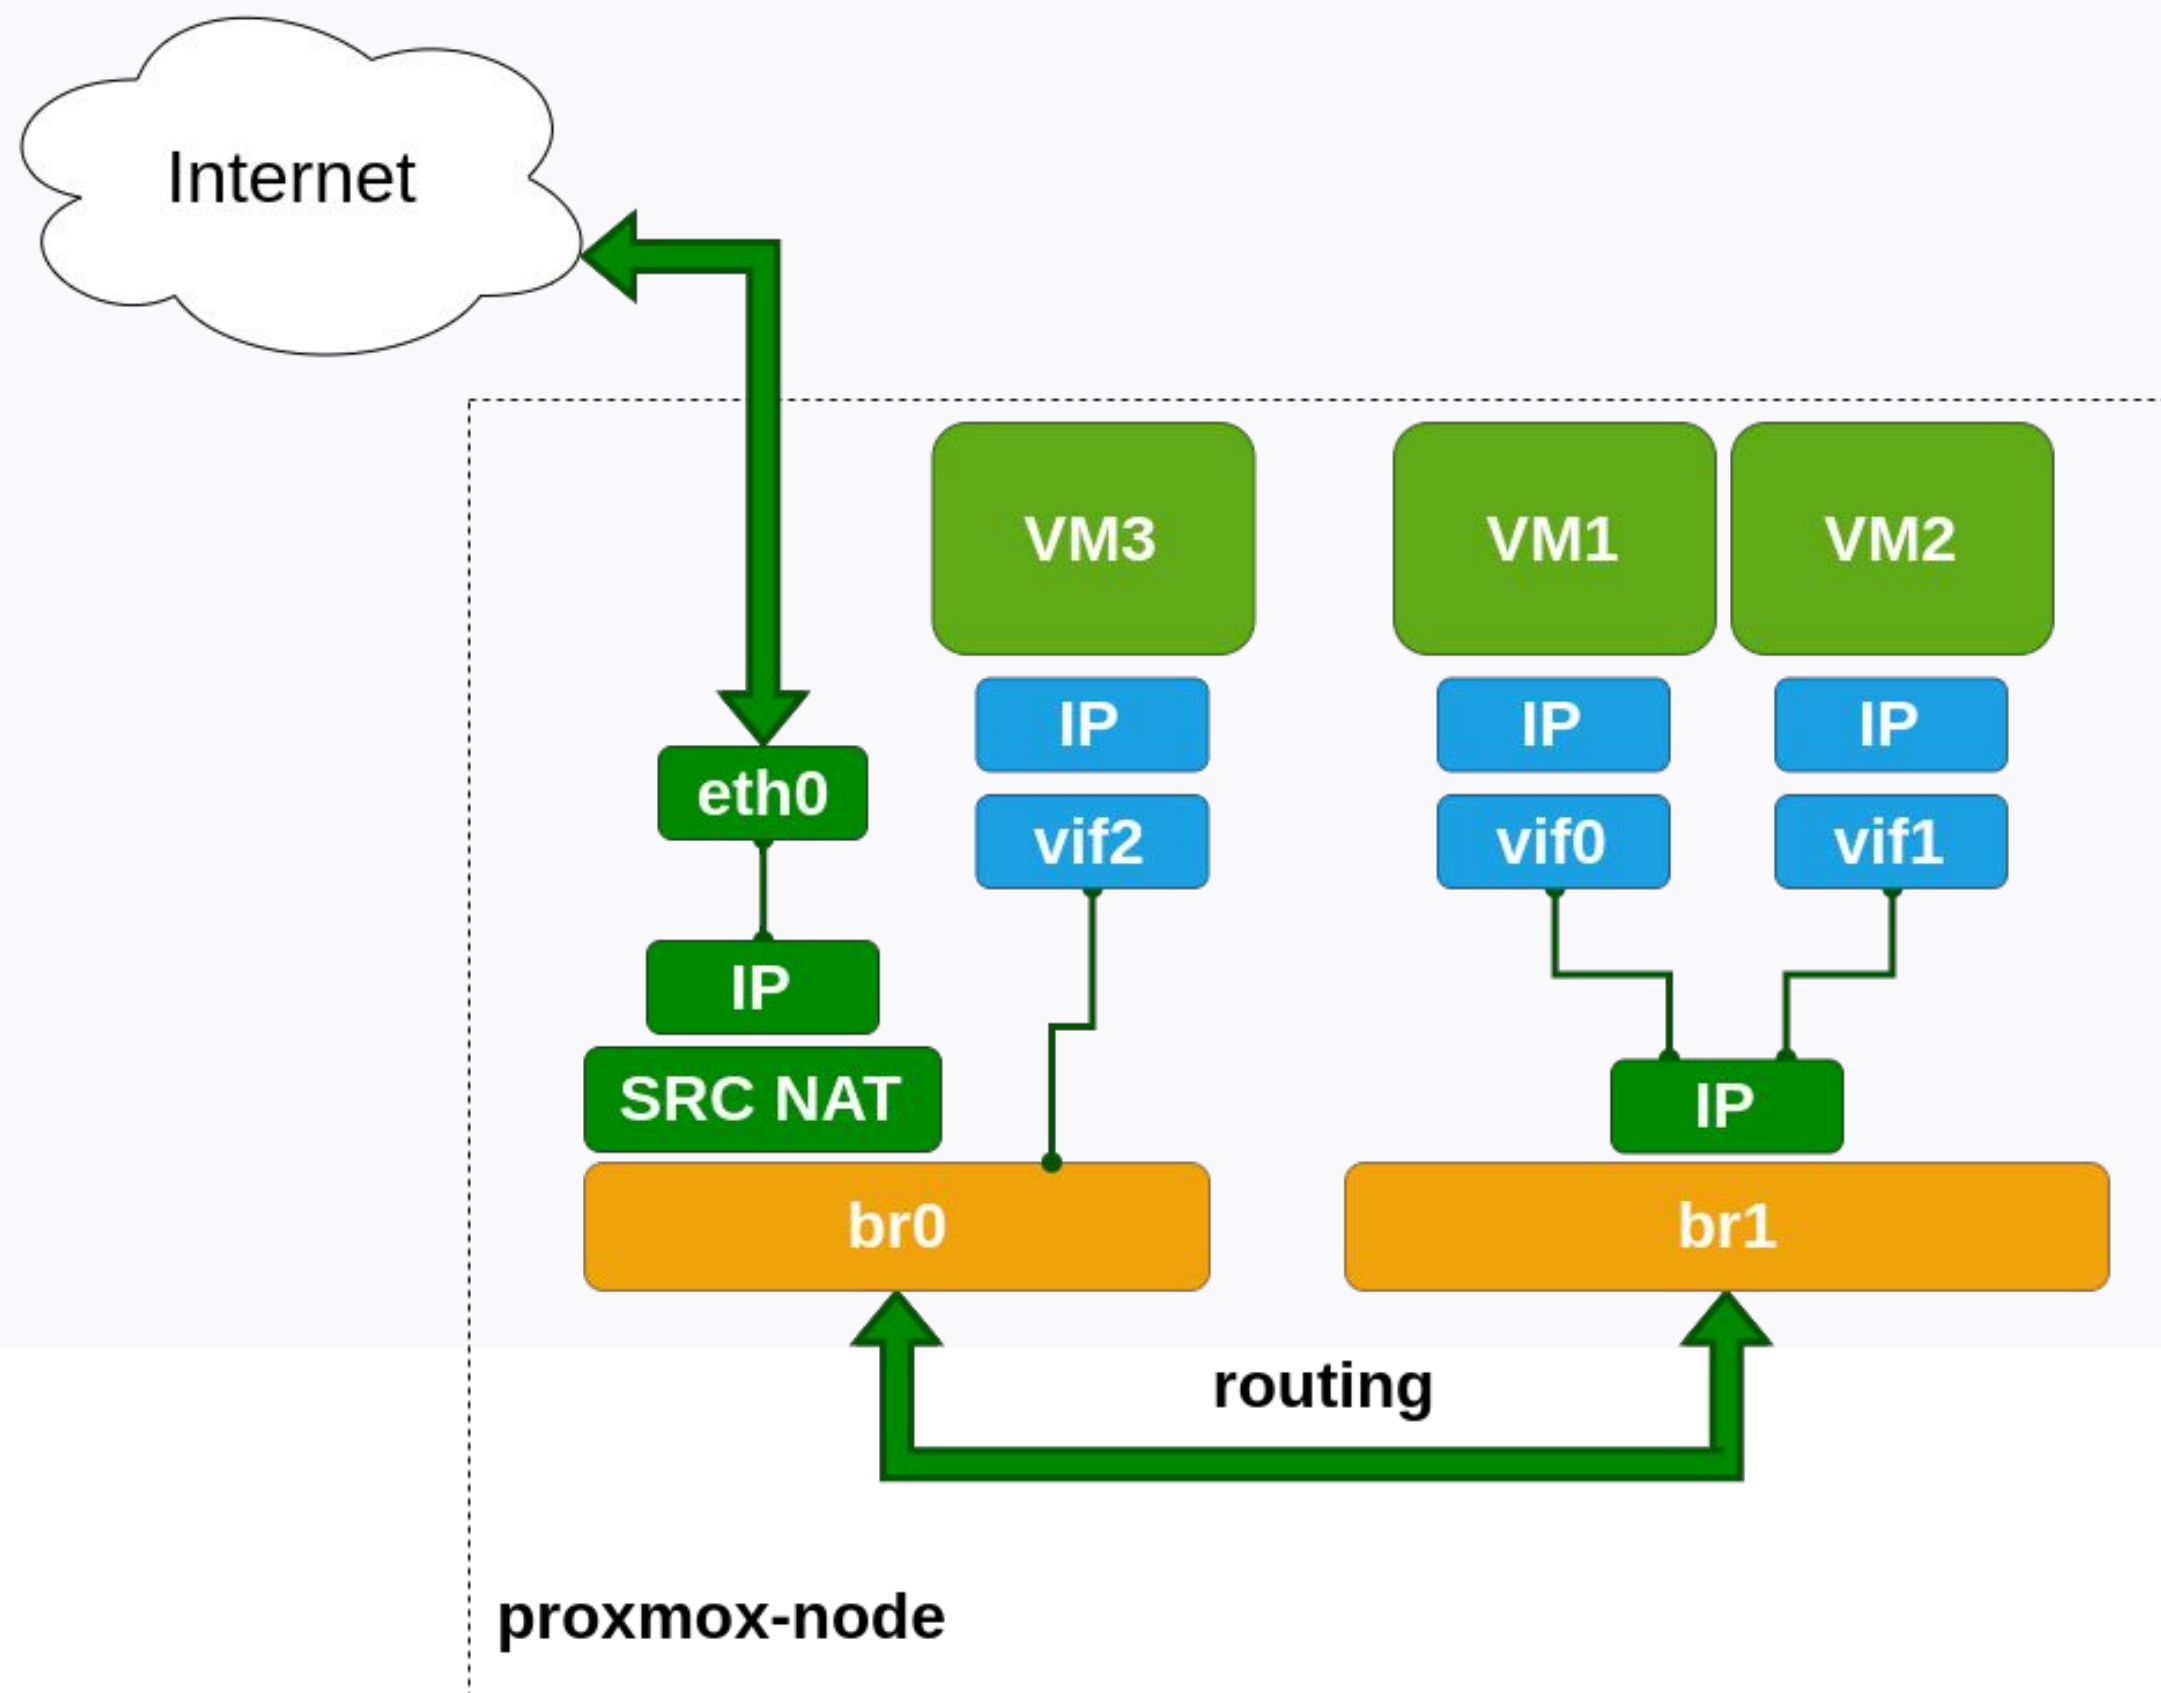 Internet
VM3
VM1
VM2
IP
IP
IP
eth0
vif2
vif0
vif1
IP
SRC NAT
IP
br0
br1
routing
proxmox-node